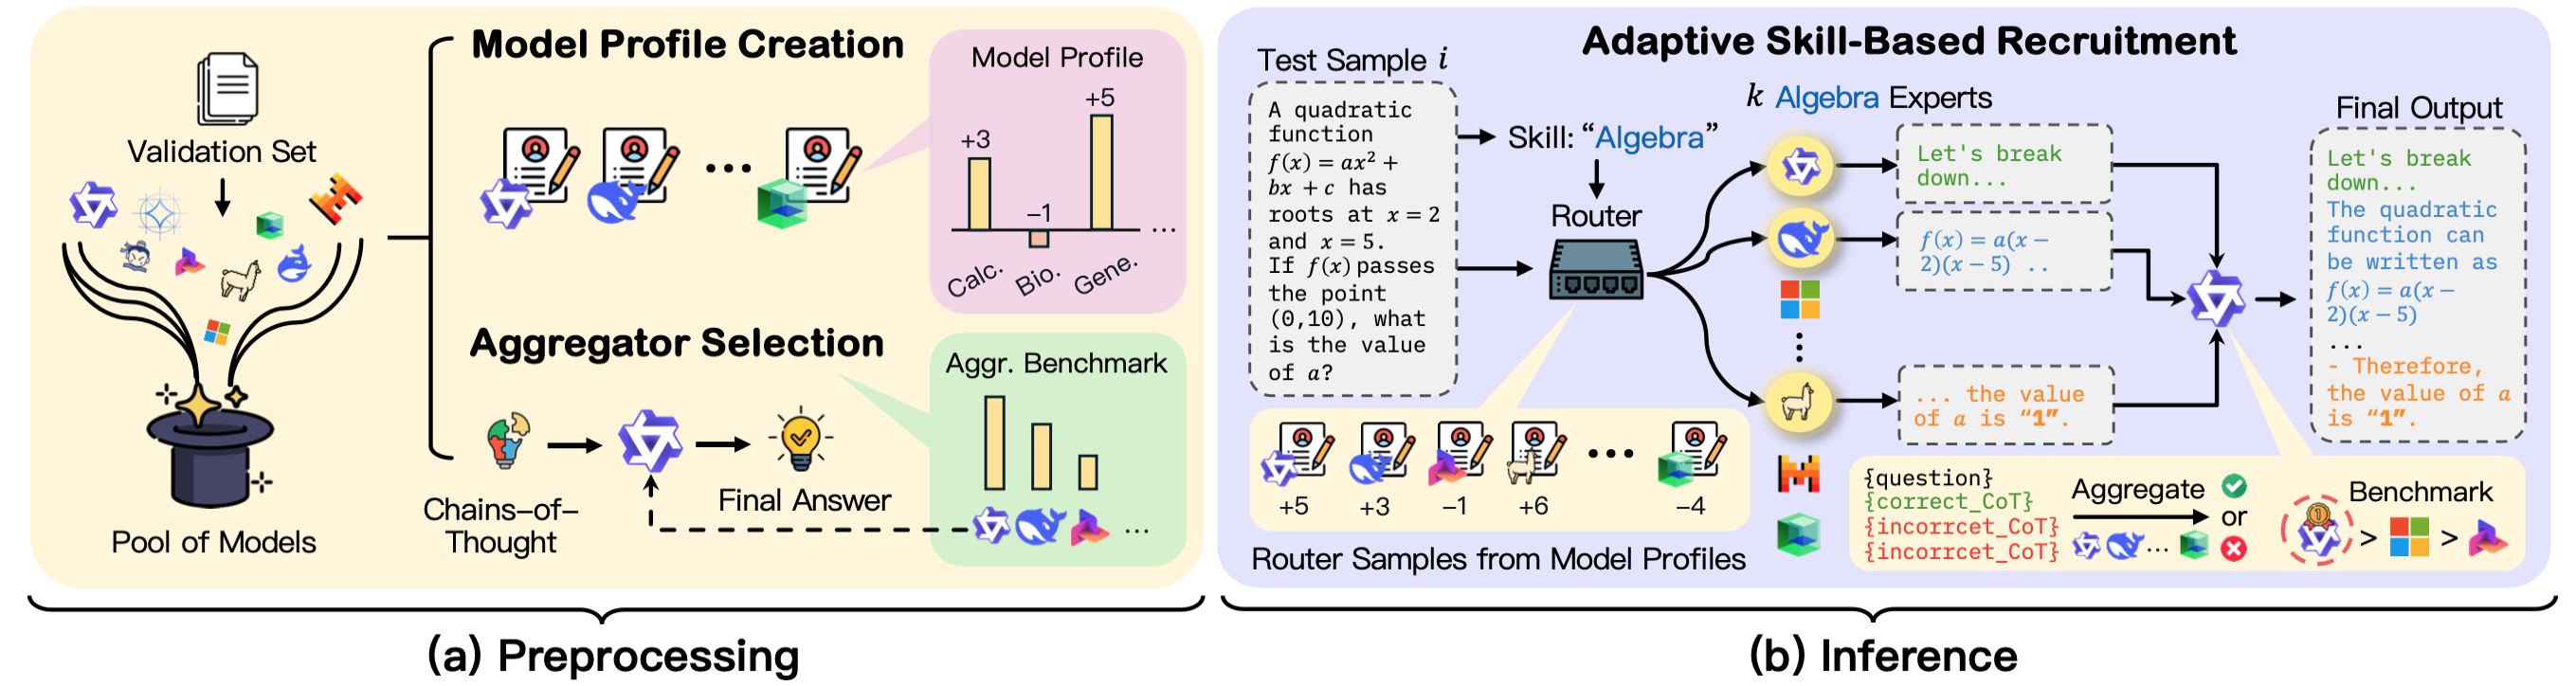 Model Profile Creation
Validation Set
Pool of Models
Model Profile
+3
−1
+5
...
Calc.
Bio.
Gene.
...
Aggregator Selection
Chains-of-
Thought
Final Answer
Aggr. Benchmark
...
(a) Preprocessing
Adaptive Skill-Based Recruitment
Test Sample i
A quadratic
function
f(x) = ax² +
bx + c has
roots at x = 2
and x = 5.
If f(x) passes
the point
(0,10), what
is the value
of a?
Skill: “Algebra”
Router
k Algebra Experts
Let's break
down...
f(x) = a(x −
2)(x − 5) ..
... the value
of a is “1”.
Final Output
Let's break
down...
The quadratic
function can
be written as
f(x) = a(x −
2)(x − 5)
...
- Therefore,
the value of a
is “1”.
+5
+3
−1
+6
...
−4
Router Samples from Model Profiles
{question}
{correct_CoT}
{incorrcet_CoT}
{incorrcet_CoT}
Aggregate
...
or
Benchmark
> >
(b) Inference